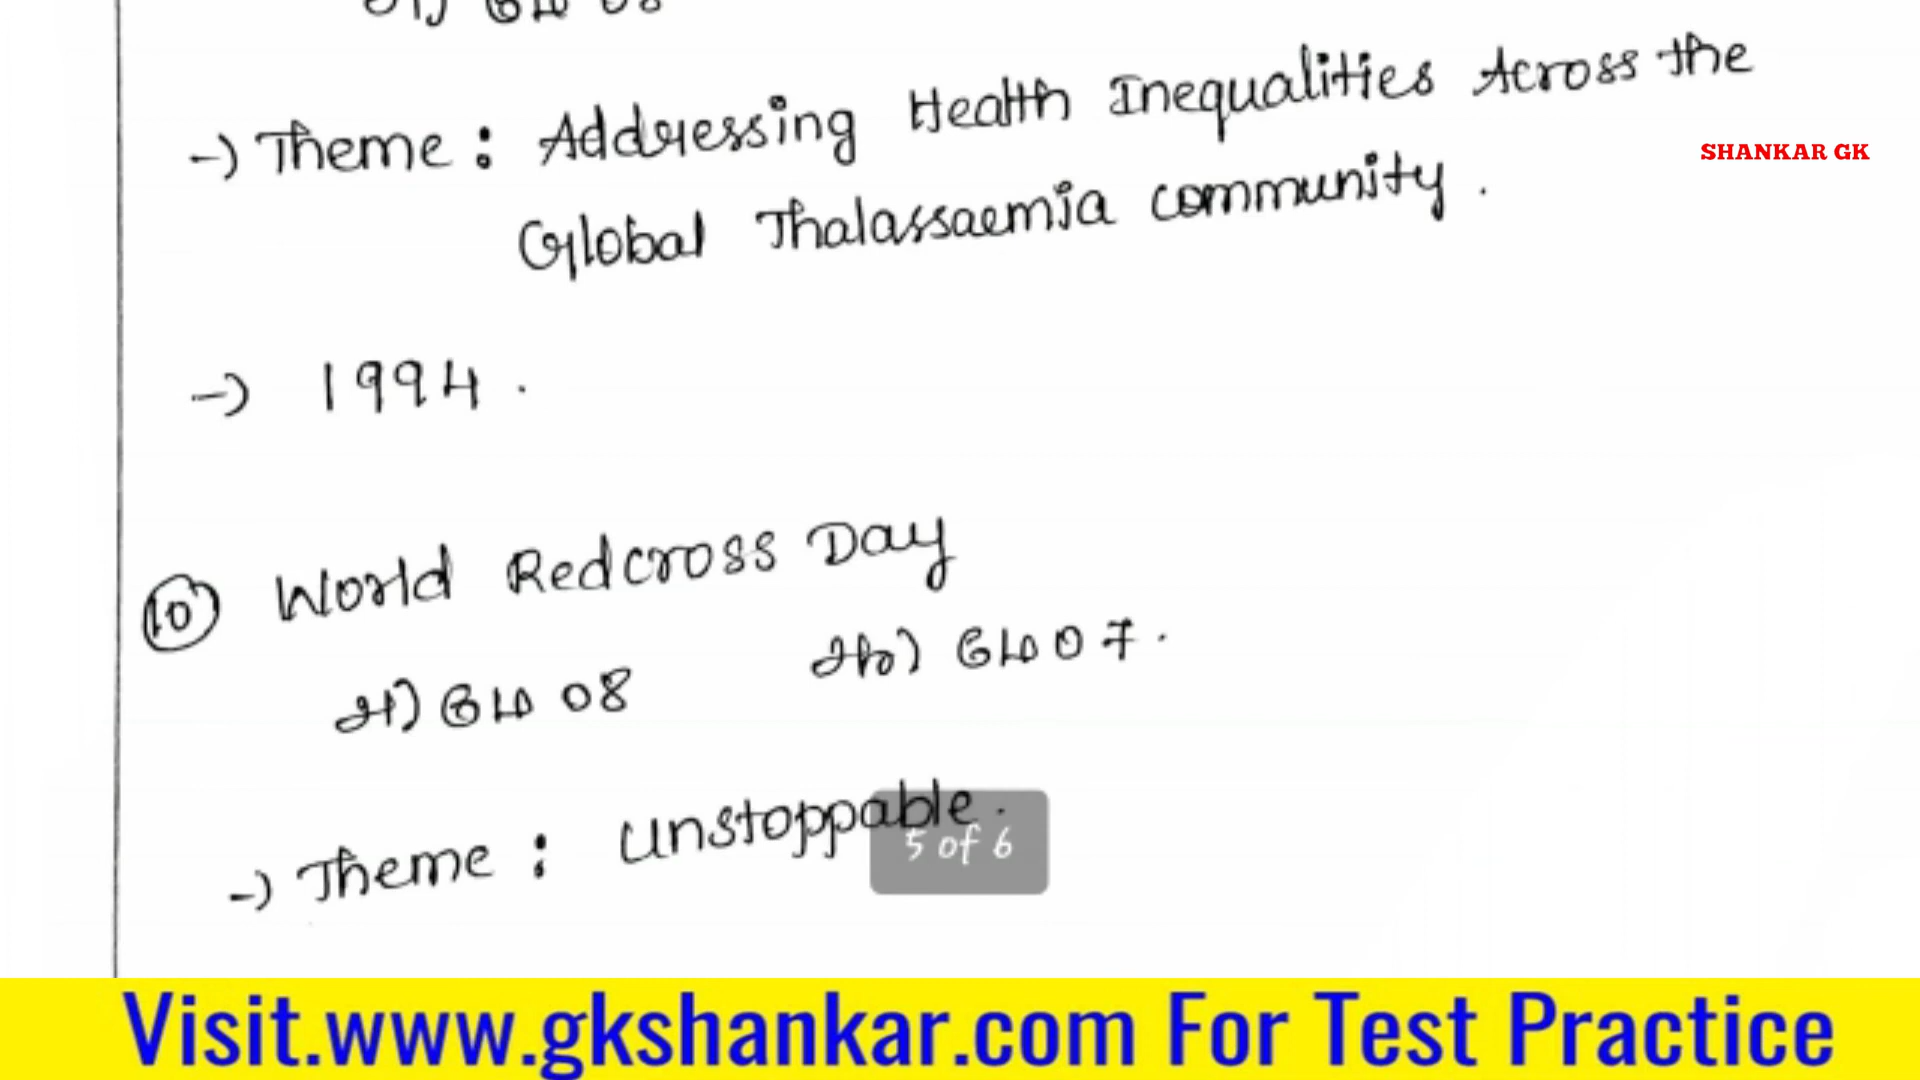 -) Theme : Addressing Health Inequalities Across the
SHANKAR GK
Global Thalassaemia community.
-) 1994.
10 World Redcross Day
அ) மே 08 ஆ) மே 07.
-) Theme : Unstoppable.
5 of 6
Visit.www.gkshankar.com For Test Practice